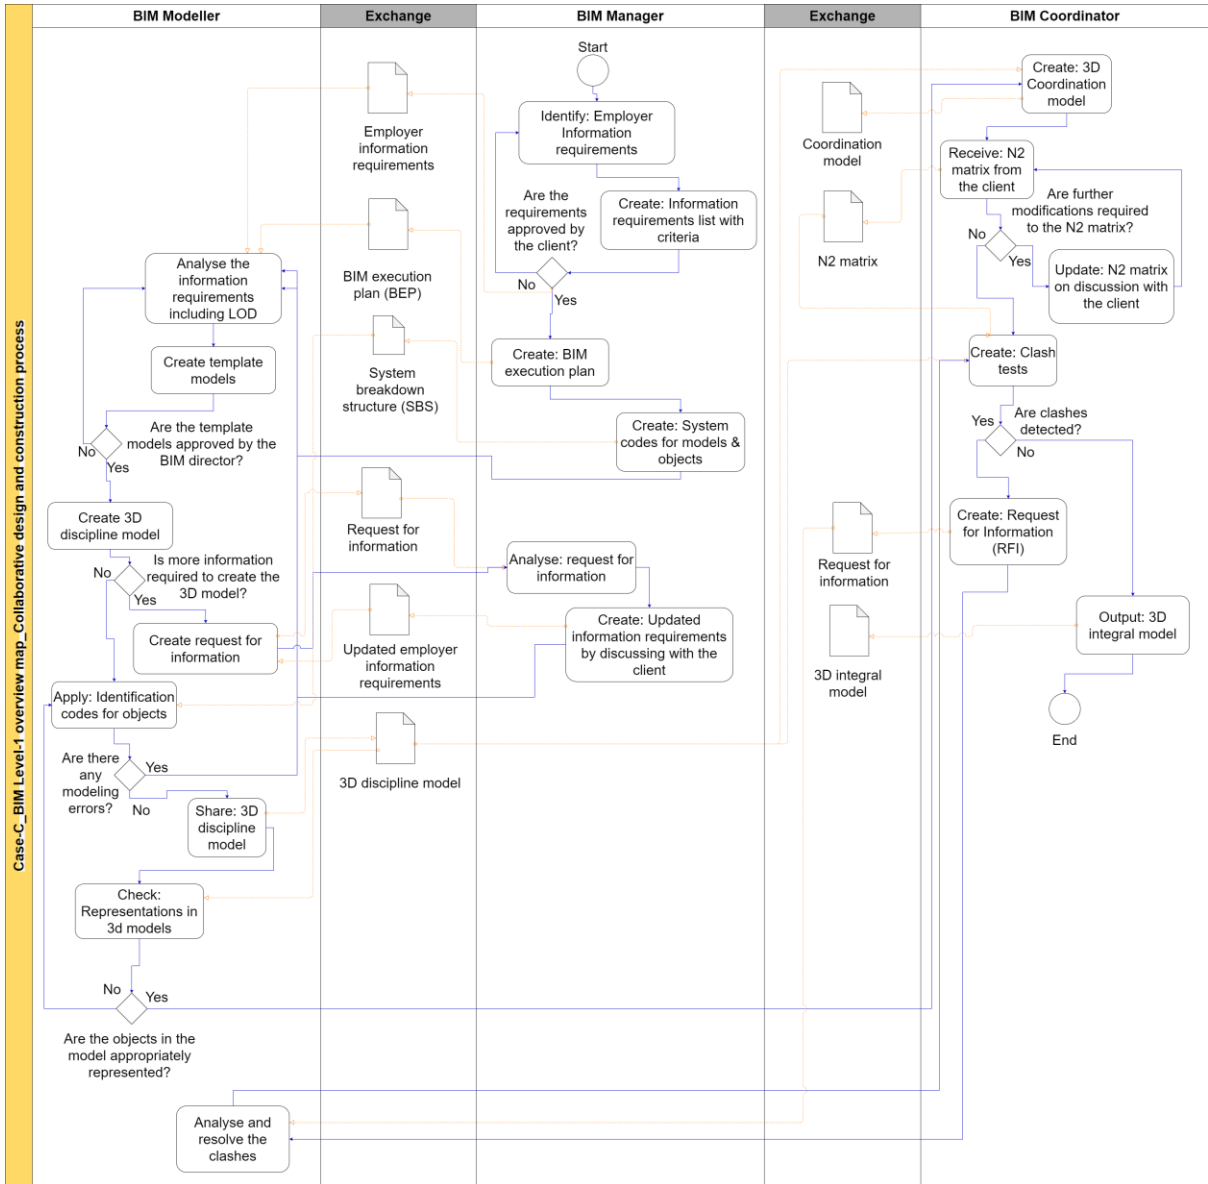 Case-C_BIM Level-1 overview map_Collaborative design and construction process
BIM Modeller
Exchange
BIM Manager
Exchange
BIM Coordinator
Analyse the
information
requirements
including LOD
Create template
models
No
Yes
Are the template
models approved by the
BIM director?
Create 3D
discipline model
No
Yes
Is more information
required to create the
3D model?
Create request for
information
Apply: Identification
codes for objects
Are there
any
modeling
errors?
Yes
No
Share: 3D
discipline
model
Check:
Representations in
3d models
No
Yes
Are the objects in the
model appropriately
represented?
Analyse and
resolve the
clashes
Employer
information
requirements
BIM execution
plan (BEP)
System
breakdown
structure (SBS)
Request for
information
Updated employer
information
requirements
3D discipline model
Start
Identify: Employer
Information
requirements
Create: Information
requirements list with
criteria
Are the
requirements
approved by
the client?
No
Yes
Create: BIM
execution plan
Create: System
codes for models &
objects
Analyse: request for
information
Create: Updated
information requirements
by discussing with the
client
Coordination
model
N2 matrix
Request for
information
3D integral
model
Create: 3D
Coordination
model
Receive: N2
matrix from
the client
Are further
modifications required
to the N2 matrix?
No
Yes
Update: N2 matrix
on discussion with
the client
Create: Clash
tests
Yes
Are clashes
detected?
No
Create: Request
for Information
(RFI)
Output: 3D
integral model
End